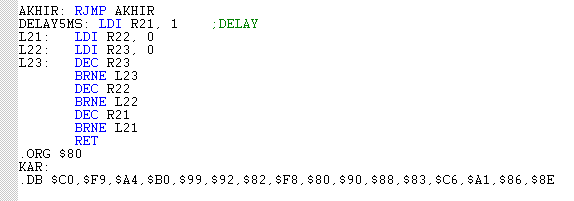 AKHIR: RJMP AKHIR
DELAY5MS: LDI R21, 1 ;DELAY
L21: LDI R22, 0
L22: LDI R23, 0
L23: DEC R23
BRNE L23
DEC R22
BRNE L22
DEC R21
BRNE L21
RET
.ORG $80
KAR:
.DB $C0,$F9,$A4,$B0,$99,$92,$82,$F8,$80,$90,$88,$83,$C6,$A1,$86,$8E